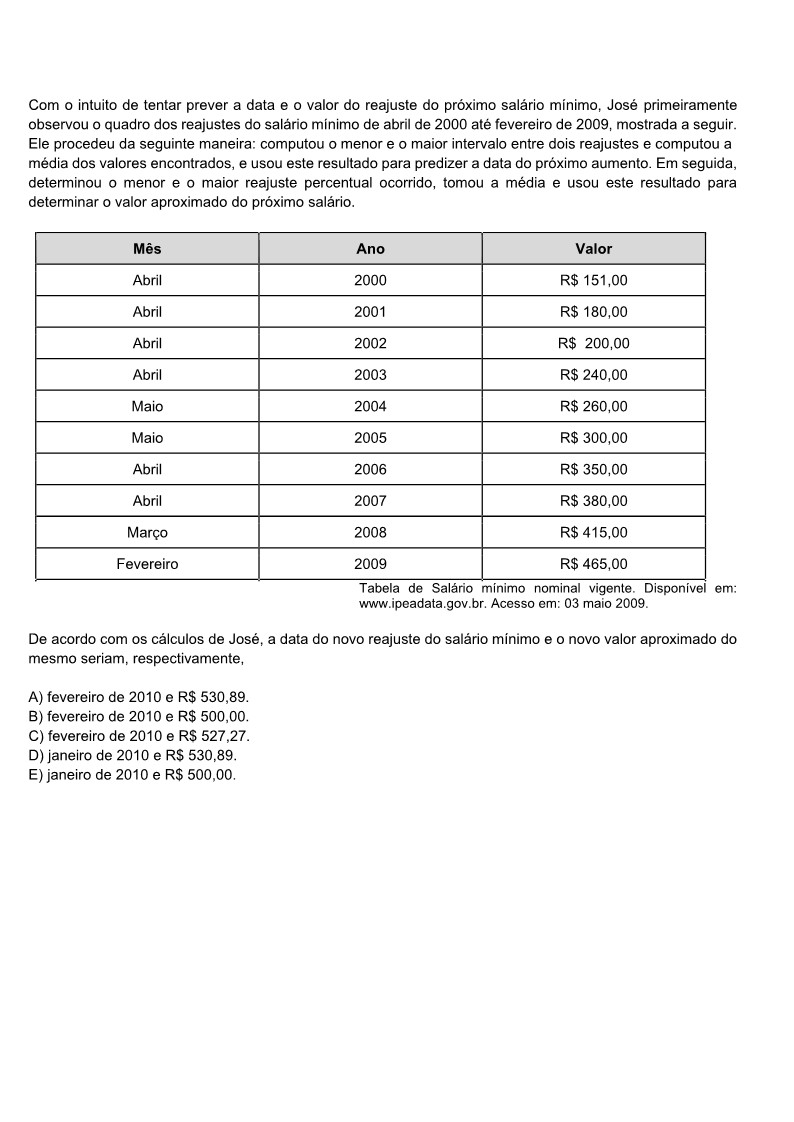 Com o intuito de tentar prever a data e o valor do reajuste do próximo salário mínimo, José primeiramente
observou o quadro dos reajustes do salário mínimo de abril de 2000 até fevereiro de 2009, mostrada a seguir.
Ele procedeu da seguinte maneira: computou o menor e o maior intervalo entre dois reajustes e computou a
média dos valores encontrados, e usou este resultado para predizer a data do próximo aumento. Em seguida,
determinou o menor e o maior reajuste percentual ocorrido, tomou a média e usou este resultado para
determinar o valor aproximado do próximo salário.
Mês Ano Valor
Abril 2000 R$ 151,00
Abril 2001 R$ 180,00
Abril 2002 R$ 200,00
Abril 2003 R$ 240,00
Maio 2004 R$ 260,00
Maio 2005 R$ 300,00
Abril 2006 R$ 350,00
Abril 2007 R$ 380,00
Março 2008 R$ 415,00
Fevereiro 2009 R$ 465,00
Tabela de Salário mínimo nominal vigente. Disponível em:
www.ipeadata.gov.br. Acesso em: 03 maio 2009.
De acordo com os cálculos de José, a data do novo reajuste do salário mínimo e o novo valor aproximado do
mesmo seriam, respectivamente,
A) fevereiro de 2010 e R$ 530,89.
B) fevereiro de 2010 e R$ 500,00.
C) fevereiro de 2010 e R$ 527,27.
D) janeiro de 2010 e R$ 530,89.
E) janeiro de 2010 e R$ 500,00.